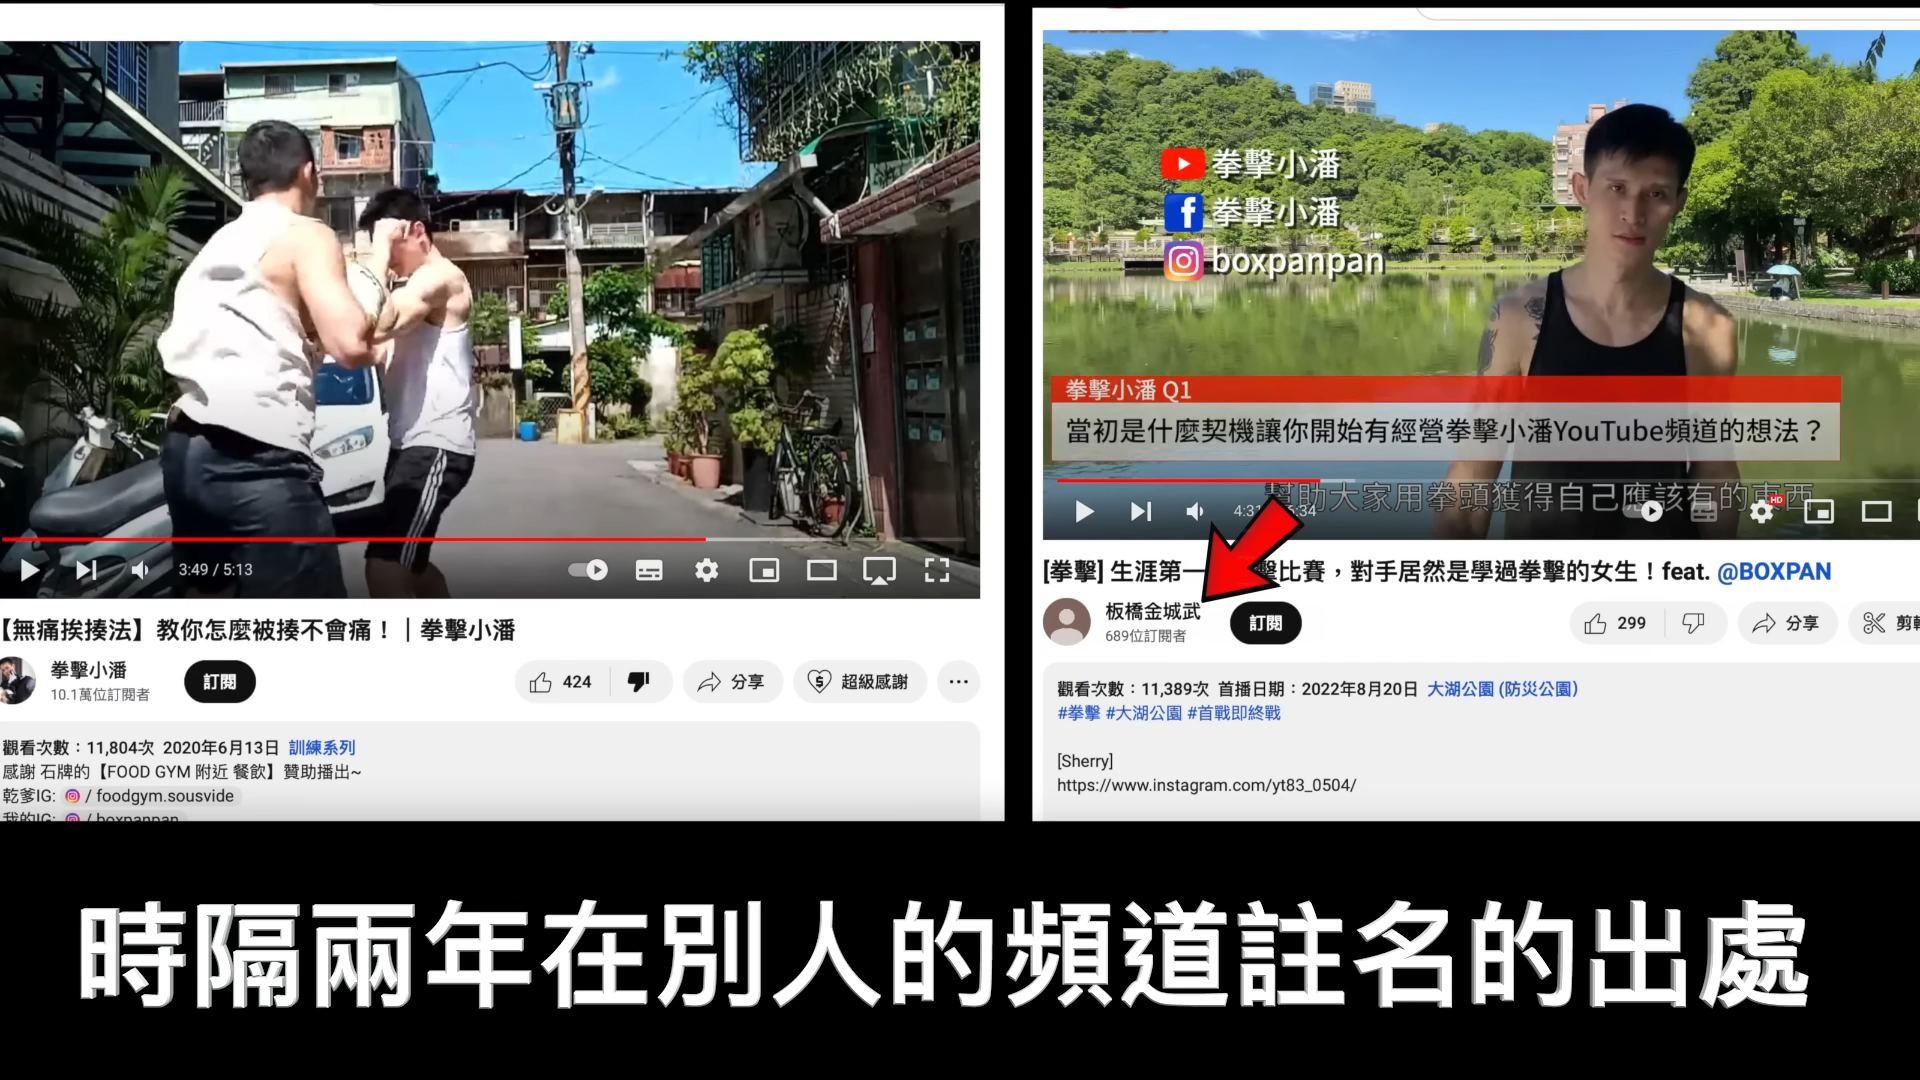 3:49 / 5:13
【無痛挨揍法】教你怎麼被揍不會痛！｜拳擊小潘
拳擊小潘
10.1萬位訂閱者
訂閱
424
分享
超級感謝
觀看次數：11,804次 2020年6月13日 訓練系列
感謝 石牌的【FOOD GYM 附近 餐飲】贊助播出~
乾爹IG: / foodgym.sousvide
我的IG: / boxpanpan
拳擊小潘
拳擊小潘
boxpanpan
拳擊小潘 Q1
當初是什麼契機讓你開始有經營拳擊小潘YouTube頻道的想法？
幫助大家用拳頭獲得自己應該有的東西
HD
[拳擊] 生涯第一 擊比賽，對手居然是學過拳擊的女生！feat. @BOXPAN
板橋金城武
689位訂閱者
訂閱
299
分享
觀看次數：11,389次 首播日期：2022年8月20日 大湖公園 (防災公園)
#拳擊 #大湖公園 #首戰即終戰
[Sherry]
https://www.instagram.com/yt83_0504/
時隔兩年在別人的頻道註名的出處